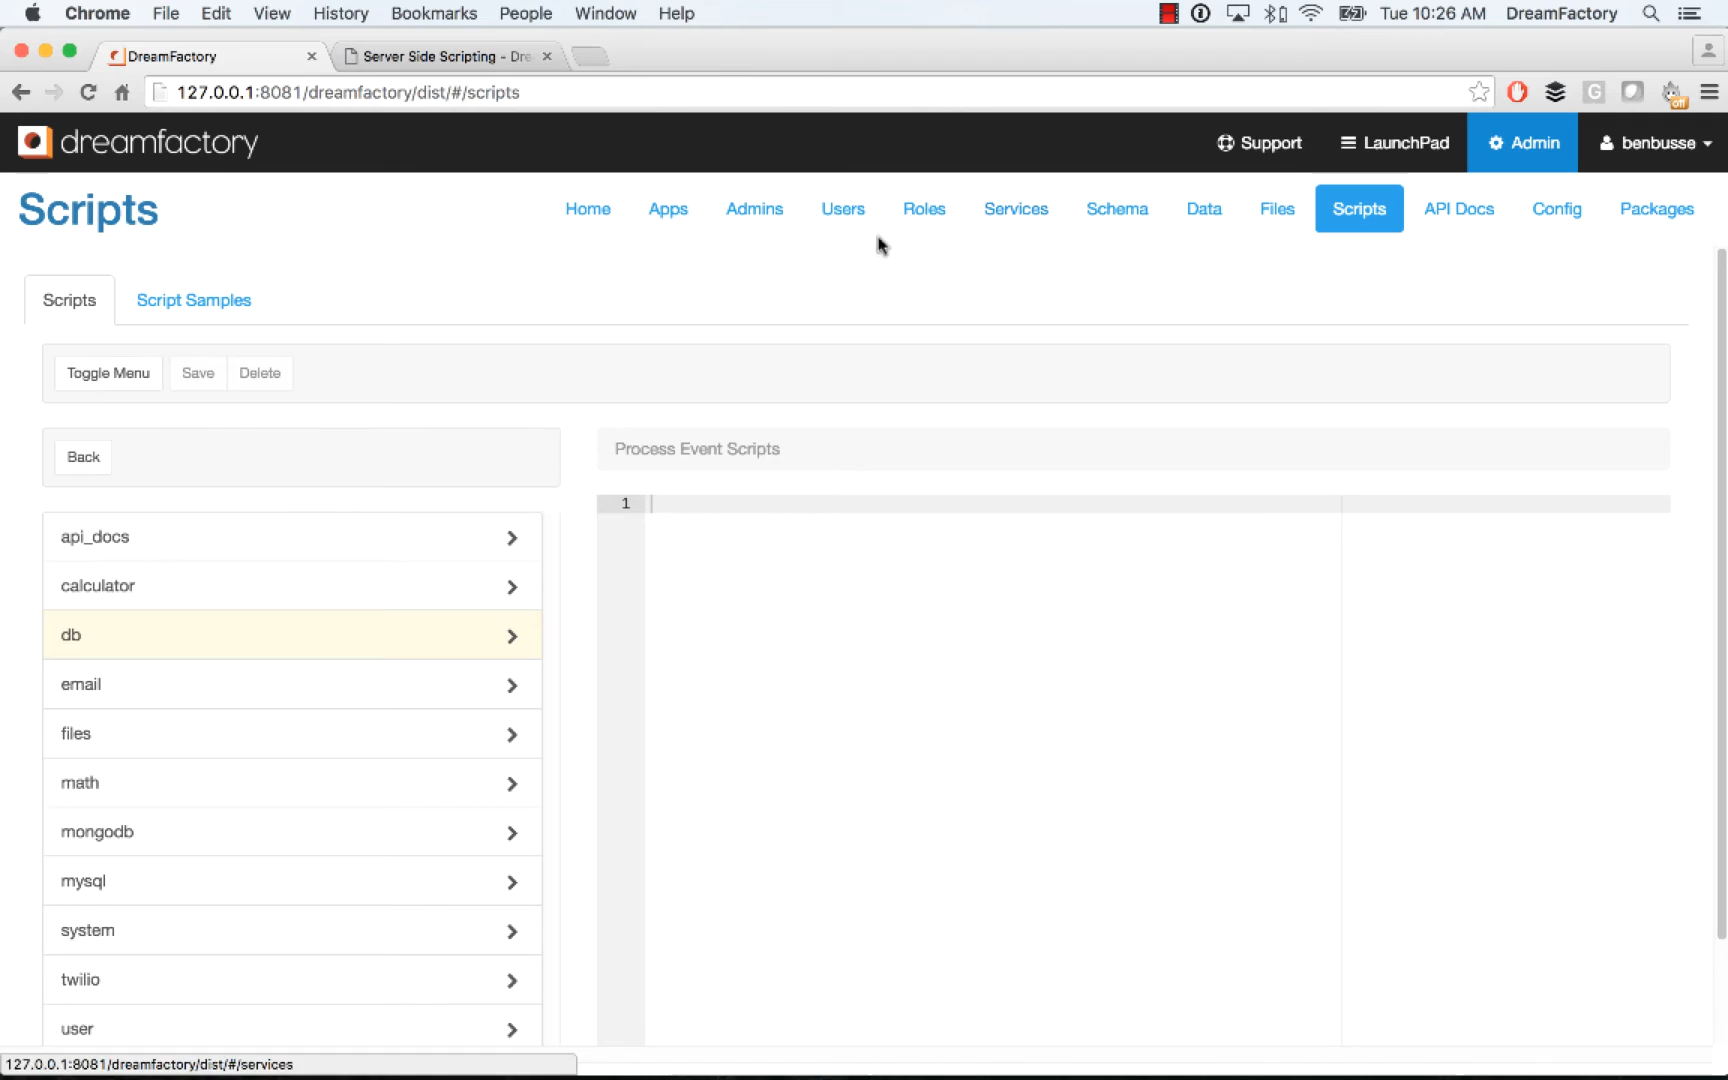 Chrome File Edit View History Bookmarks People Window Help Tue 10:26 AM DreamFactory
DreamFactory Server Side Scripting - Dre
127.0.0.1:8081/dreamfactory/dist/#/scripts G off
dreamfactory Support LaunchPad Admin benbusse
Scripts Home Apps Admins Users Roles Services Schema Data Files Scripts API Docs Config Packages
Scripts Script Samples
Toggle Menu Save Delete
Back Process Event Scripts
1
api_docs
calculator
db
email
files
math
mongodb
mysql
system
twilio
user
127.0.0.1:8081/dreamfactory/dist/#/services